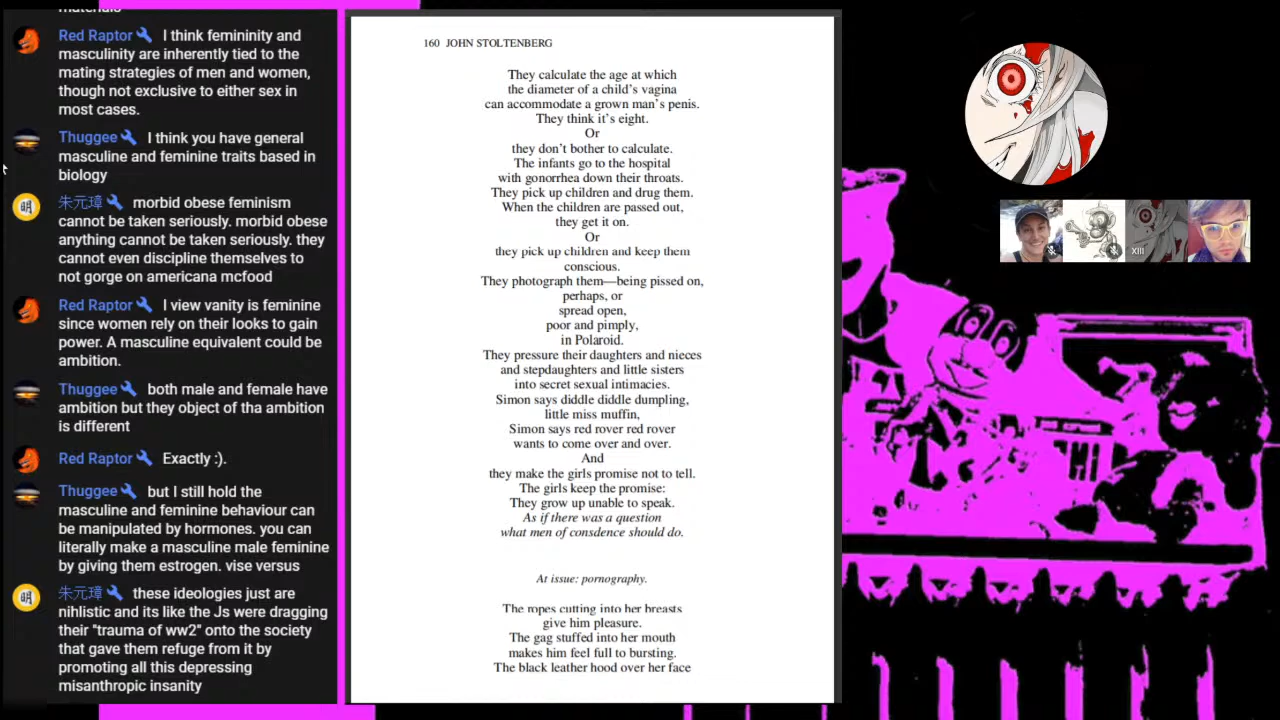 materials
Red Raptor I think femininity and
masculinity are inherently tied to the
mating strategies of men and women,
though not exclusive to either sex in
most cases.
Thuggee I think you have general
masculine and feminine traits based in
biology
朱元璋 morbid obese feminism
cannot be taken seriously. morbid obese
anything cannot be taken seriously. they
cannot even discipline themselves to
not gorge on americana mcfood
Red Raptor I view vanity is feminine
since women rely on their looks to gain
power. A masculine equivalent could be
ambition.
Thuggee both male and female have
ambition but they object of tha ambition
is different
Red Raptor Exactly :).
Thuggee but I still hold the
masculine and feminine behaviour can
be manipulated by hormones. you can
literally make a masculine male feminine
by giving them estrogen. vise versus
朱元璋 these ideologies just are
nihlistic and its like the Js were dragging
their "trauma of ww2" onto the society
that gave them refuge from it by
promoting all this depressing
misanthropic insanity
160 JOHN STOLTENBERG
They calculate the age at which
the diameter of a child’s vagina
can accommodate a grown man’s penis.
They think it’s eight.
Or
they don’t bother to calculate.
The infants go to the hospital
with gonorrhea down their throats.
They pick up children and drug them.
When the children are passed out,
they get it on.
Or
they pick up children and keep them
conscious.
They photograph them—being pissed on,
perhaps, or
spread open,
poor and pimply,
in Polaroid.
They pressure their daughters and nieces
and stepdaughters and little sisters
into secret sexual intimacies.
Simon says diddle diddle dumpling,
little miss muffin,
Simon says red rover red rover
wants to come over and over.
And
they make the girls promise not to tell.
The girls keep the promise:
They grow up unable to speak.
As if there was a question
what men of consdence should do.
At issue: pornography.
The ropes cutting into her breasts
give him pleasure.
The gag stuffed into her mouth
makes him feel full to bursting.
The black leather hood over her face
XIII